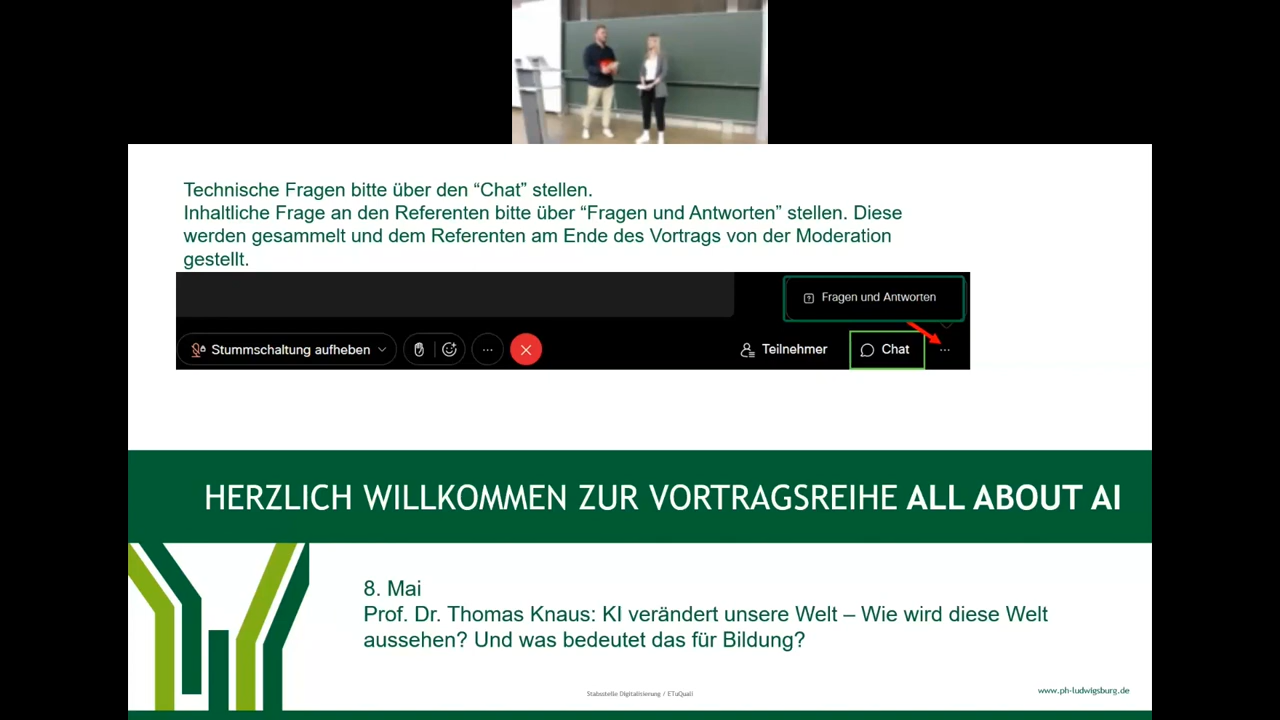 Technische Fragen bitte über den “Chat” stellen.
Inhaltliche Frage an den Referenten bitte über “Fragen und Antworten” stellen. Diese
werden gesammelt und dem Referenten am Ende des Vortrags von der Moderation
gestellt.
Fragen und Antworten
Stummschaltung aufheben
Teilnehmer
Chat
HERZLICH WILLKOMMEN ZUR VORTRAGSREIHE ALL ABOUT AI
8. Mai
Prof. Dr. Thomas Knaus: KI verändert unsere Welt – Wie wird diese Welt
aussehen? Und was bedeutet das für Bildung?
Stabsstelle Digitalisierung / ETuQuali
www.ph-ludwigsburg.de